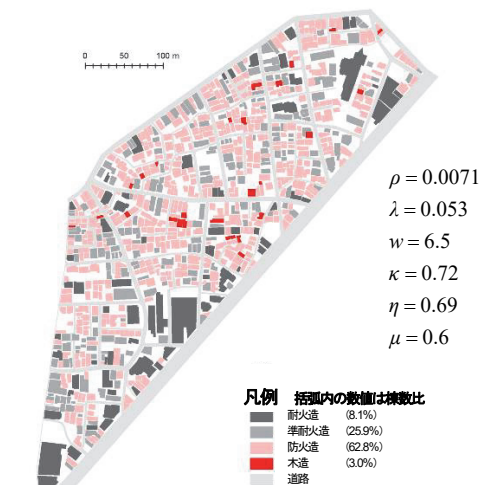 0 50 100 m
ρ = 0.0071
λ = 0.053
w = 6.5
κ = 0.72
η = 0.69
μ = 0.6
凡例 括弧内の数値は棟数比
耐火造 (8.1%)
準耐火造 (25.9%)
防火造 (62.8%)
木造 (3.0%)
道路